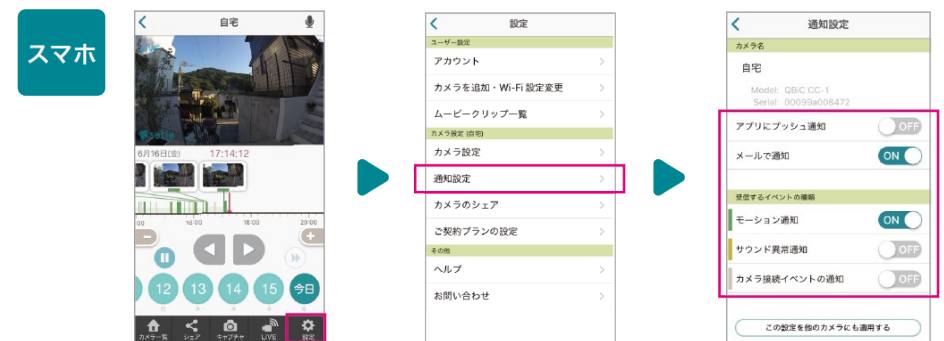 スマホ
自宅
Safie
6月16日(金)
17:14:12
16:00
18:00
20:00
12
13
14
15
今日
カメラ一覧
シェア
キャプチャ
LIVE
設定
設定
ユーザー設定
アカウント
カメラを追加・Wi-Fi 設定変更
ムービークリップ一覧
カメラ設定 (自宅)
カメラ設定
通知設定
カメラのシェア
ご契約プランの設定
その他
ヘルプ
お問い合わせ
通知設定
カメラ名
自宅
Model: QBiC CC-1
Serial: 00099a008472
アプリにプッシュ通知
OFF
メールで通知
ON
受信するイベントの種類
モーション通知
ON
サウンド異常通知
OFF
カメラ接続イベントの通知
OFF
この設定を他のカメラにも適用する